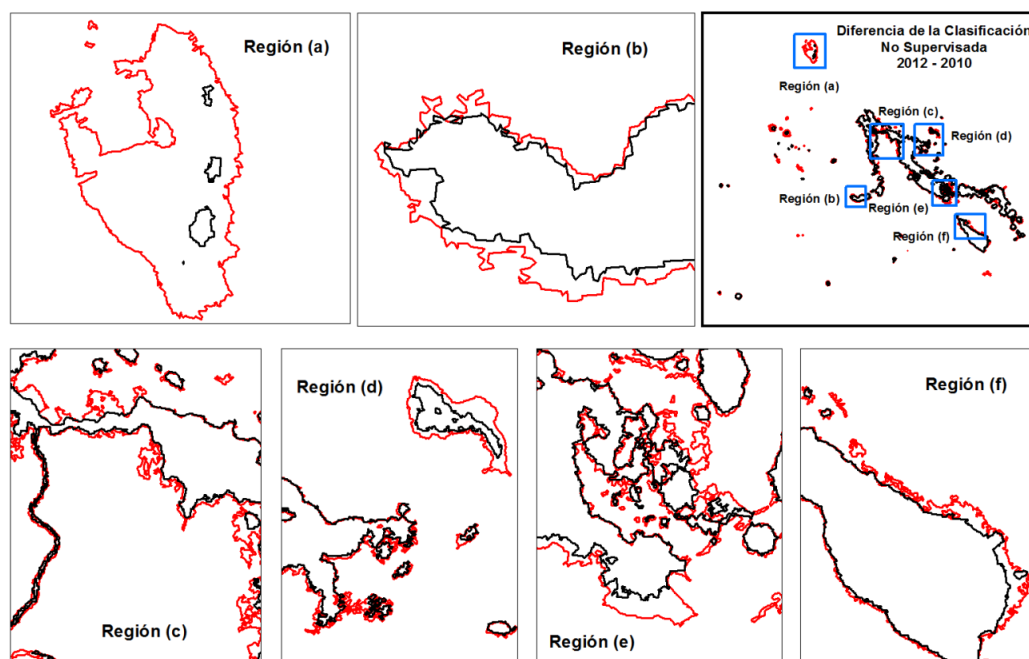 Región (a)
Región (b)
Diferencia de la Clasificación
No Supervisada
2012 - 2010
Región (a)
Región (c)
Región (d)
Región (b)
Región (e)
Región (f)
Región (c)
Región (d)
Región (e)
Región (f)